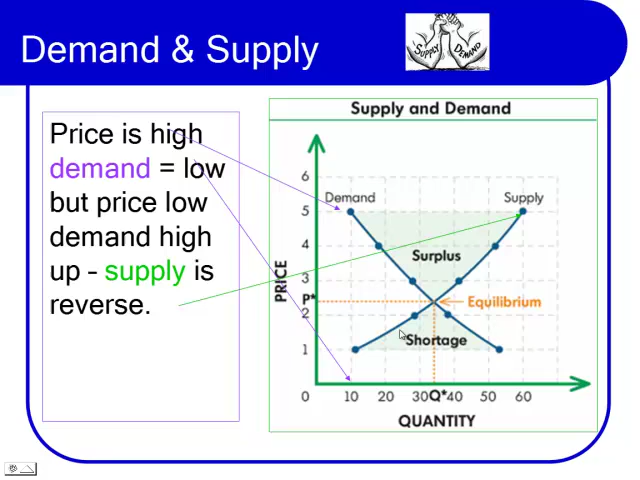 Demand & Supply
SUPPLY DEMAND
Price is high
demand = low
but price low
demand high
up - supply is
reverse.
Supply and Demand
6
Demand Supply
5
Surplus
4
3
P*
Equilibrium
2
Shortage
1
PRICE
0 10 20 30 Q* 40 50 60
QUANTITY